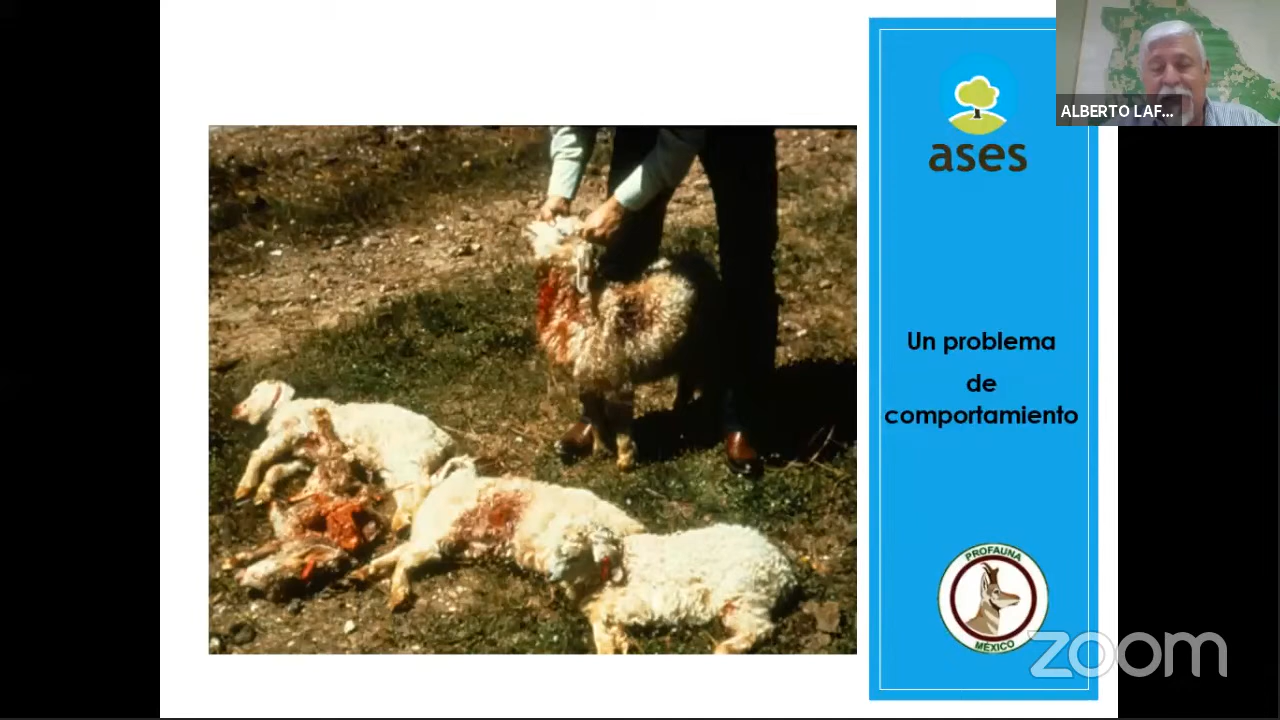 ALBERTO LAF...
ases
Un problema
de
comportamiento
PROFAUNA
MÉXICO
zoom